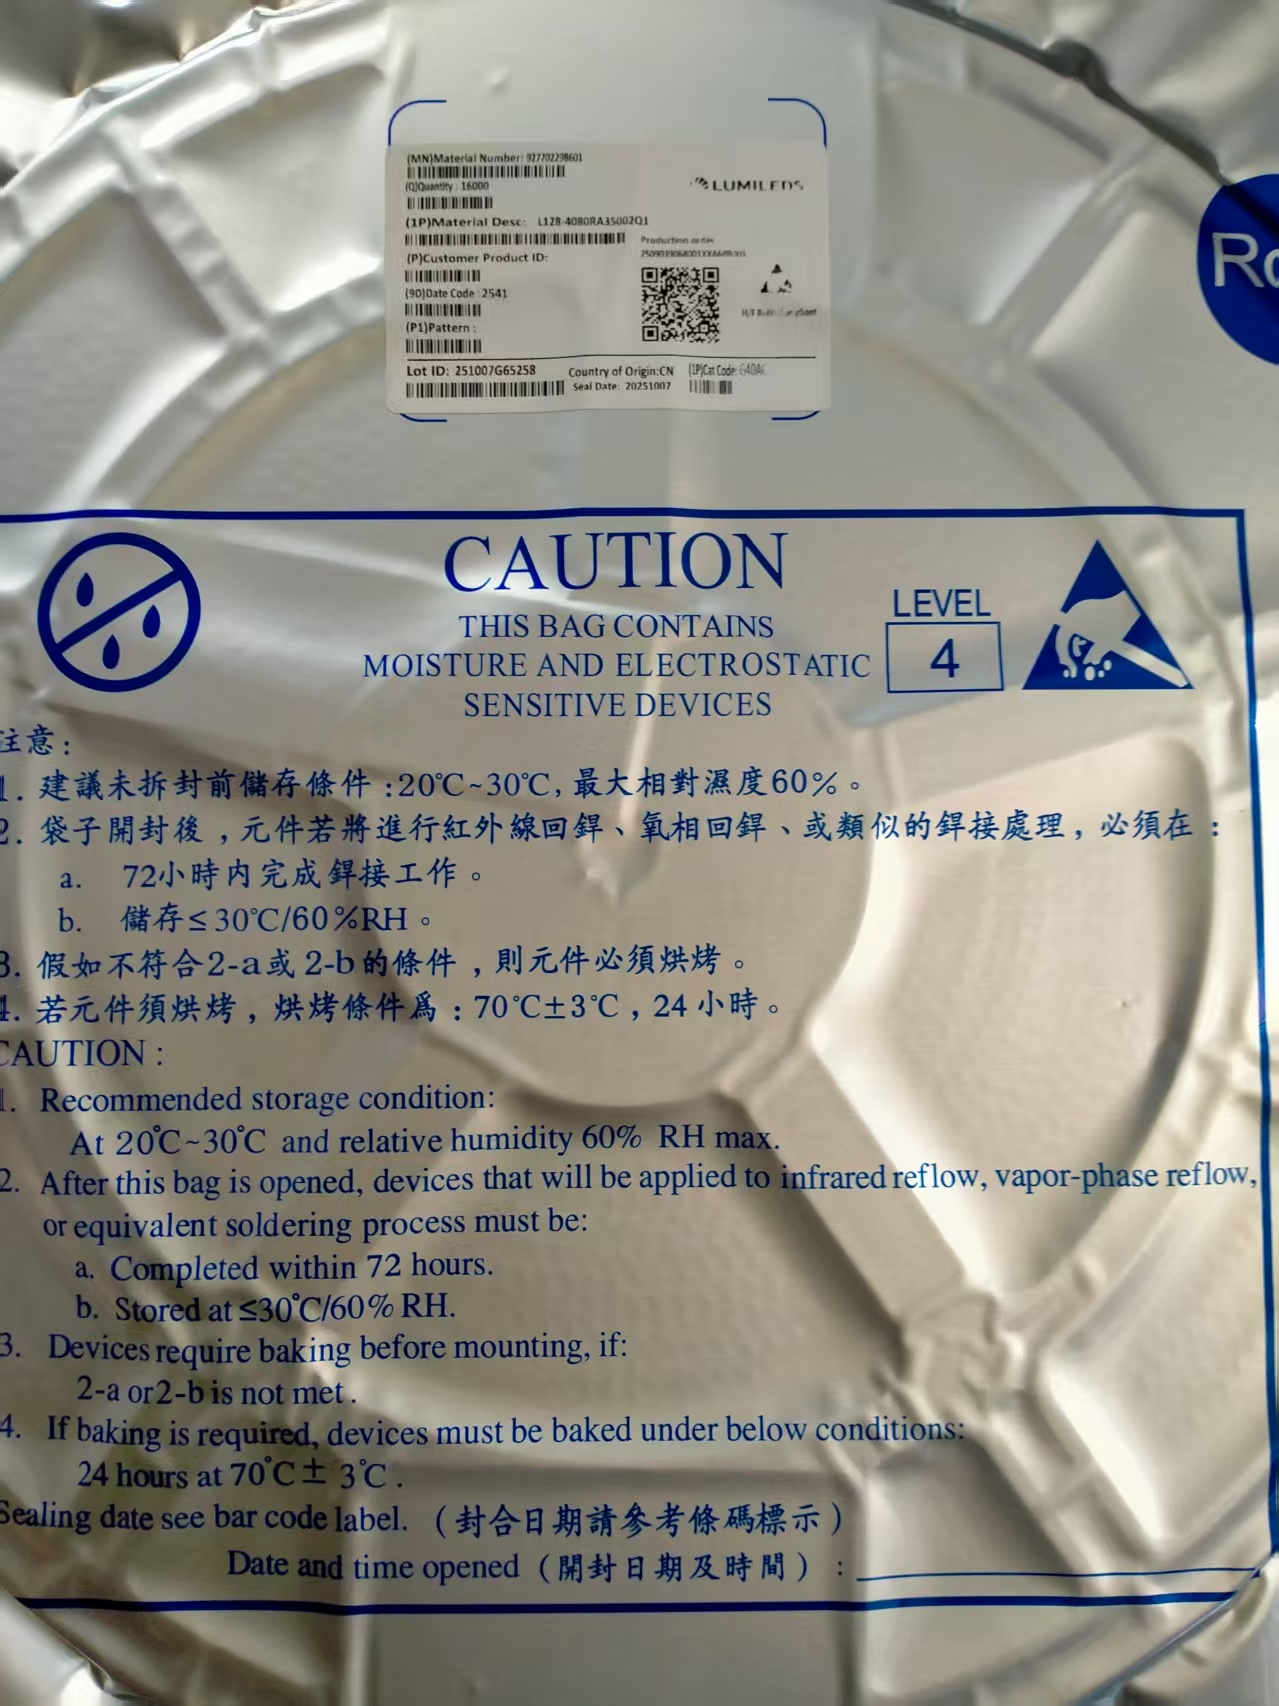 (MN)Material Number: 927702298601
(Q)Quantity : 16000
LUMILEDS
(1P)Material Desc: L128-4080RA35002Q1
Production order
(P)Customer Product ID:
(9D)Date Code : 2541
(P1)Pattern :
Lot ID: 251007G65258
Country of Origin:CN
(1P)Cat Code:
Seal Date: 20251007
CAUTION
THIS BAG CONTAINS
MOISTURE AND ELECTROSTATIC
SENSITIVE DEVICES
LEVEL
4
注意：
1. 建議未拆封前儲存條件:20℃~30℃, 最大相對濕度60%。
2. 袋子開封後，元件若將進行紅外線回銲、氣相回銲、或類似的銲接處理，必須在：
a. 72小時內完成銲接工作。
b. 儲存≤30℃/60%RH。
3. 假如不符合2-a或 2-b的條件，則元件必須烘烤。
4. 若元件須烘烤，烘烤條件爲：70℃±3℃，24 小時。
CAUTION :
1. Recommended storage condition:
At 20℃~30℃ and relative humidity 60% RH max.
2. After this bag is opened, devices that will be applied to infrared reflow, vapor-phase reflow,
or equivalent soldering process must be:
a. Completed within 72 hours.
b. Stored at ≤30℃/60% RH.
3. Devices require baking before mounting, if:
2-a or 2-b is not met .
4. If baking is required, devices must be baked under below conditions:
24 hours at 70℃± 3℃ .
Sealing date see bar code label. （封合日期請參考條碼標示）
Date and time opened （開封日期及時間）：